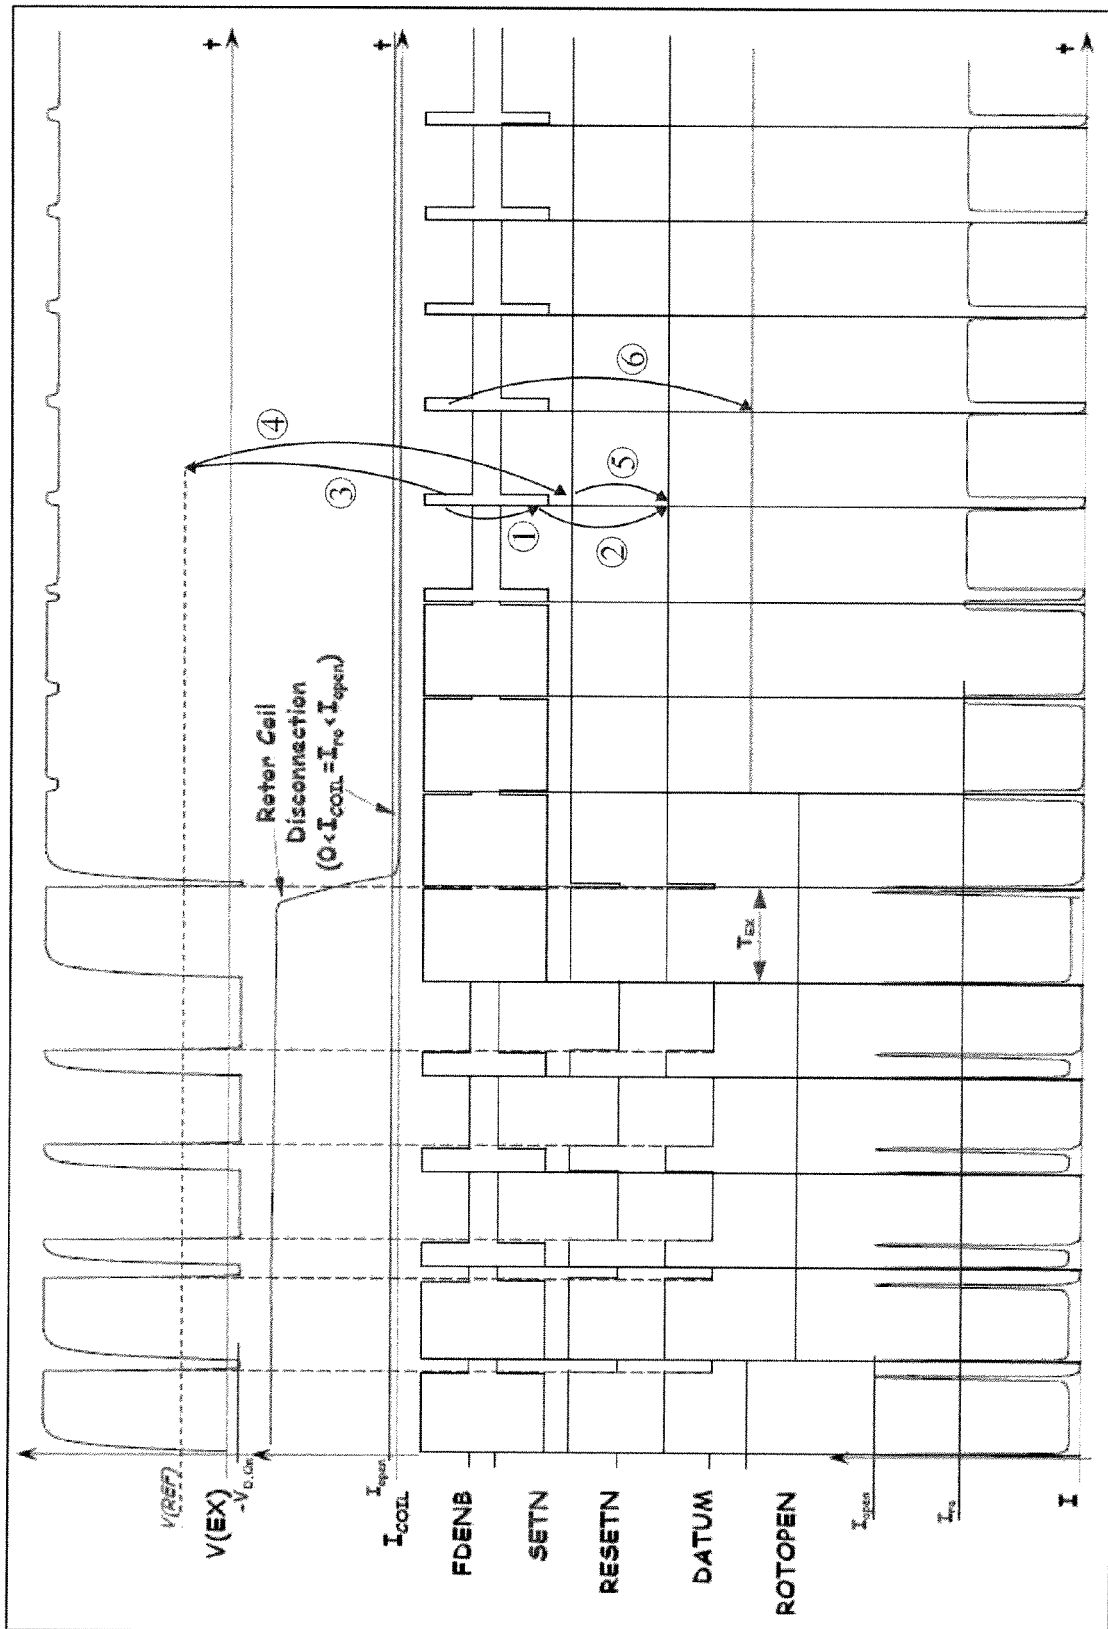 V(REF)
V(EX)
-V_D.On
t
Rotor Coil
Disconnection
(0<I_COIL=I_ro<I_open)
I_open
I_COIL
t
FDENB
SETN
RESETN
DATUM
ROTOPEN
T_EX
①
②
③
④
⑤
⑥
I_open
I_ro
I
t